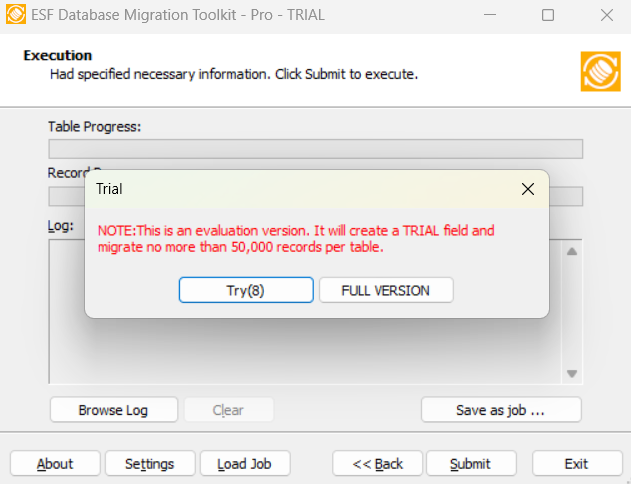 ESF Database Migration Toolkit - Pro - TRIAL
Execution
Had specified necessary information. Click Submit to execute.
Table Progress:
Record
Trial
NOTE:This is an evaluation version. It will create a TRIAL field and
migrate no more than 50,000 records per table.
Try(8)
FULL VERSION
Log:
Browse Log
Clear
Save as job ...
About
Settings
Load Job
<< Back
Submit
Exit